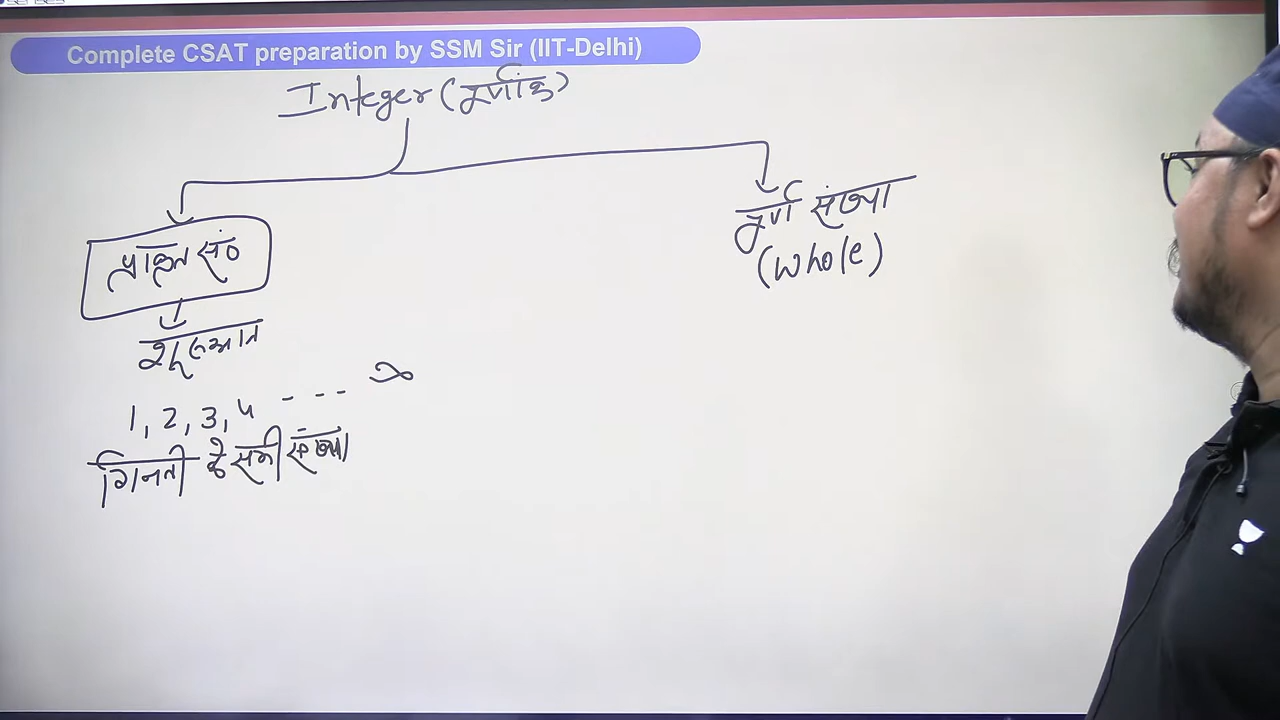 Complete CSAT preparation by SSM Sir (IIT-Delhi)
Integer (पूर्णांक)
प्राकृत सं०
पूर्ण संख्या
(whole)
शुरुआत
1, 2, 3, 4 - - - ∞
गिनती के सभी संख्या